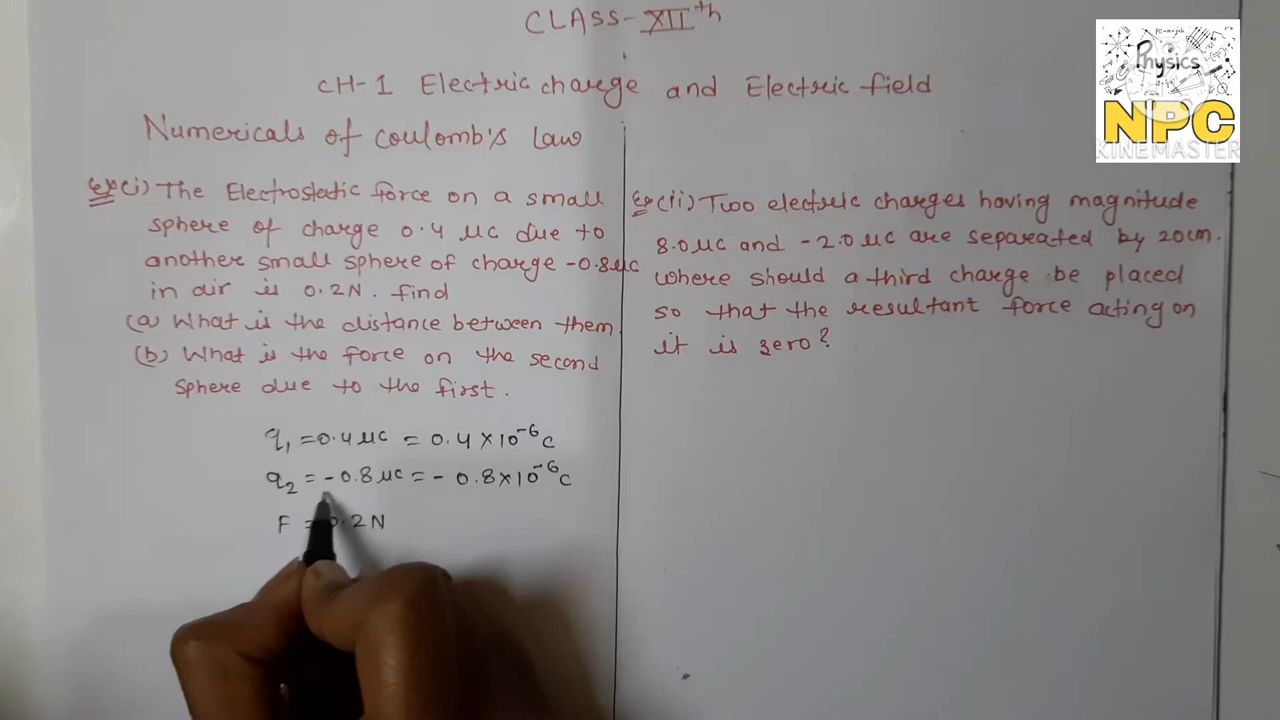 CLASS-XIIth
CH-1 Electric charge and Electric field
Numericals of coulomb's law
Ex(i) The Electrostatic force on a small
sphere of charge 0.4 μc due to
another small sphere of charge -0.8μc
in air is 0.2N. find
(a) What is the distance between them
(b) What is the force on the second
sphere due to the first.
q1 = 0.4 μc = 0.4 × 10^-6 c
q2 = -0.8 μc = - 0.8 × 10^-6 c
F = 0.2 N
Ex(ii) Two electric charges having magnitude
8.0 μc and -2.0 μc are separated by 20cm.
where should a third charge be placed
so that the resultant force acting on
it is zero?
Physics
NPC
KINEMASTER